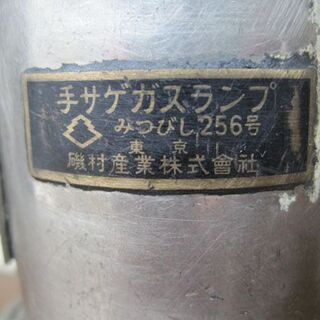 手サゲガスランプ
みつびし256号
東京
磯村産業株式會社